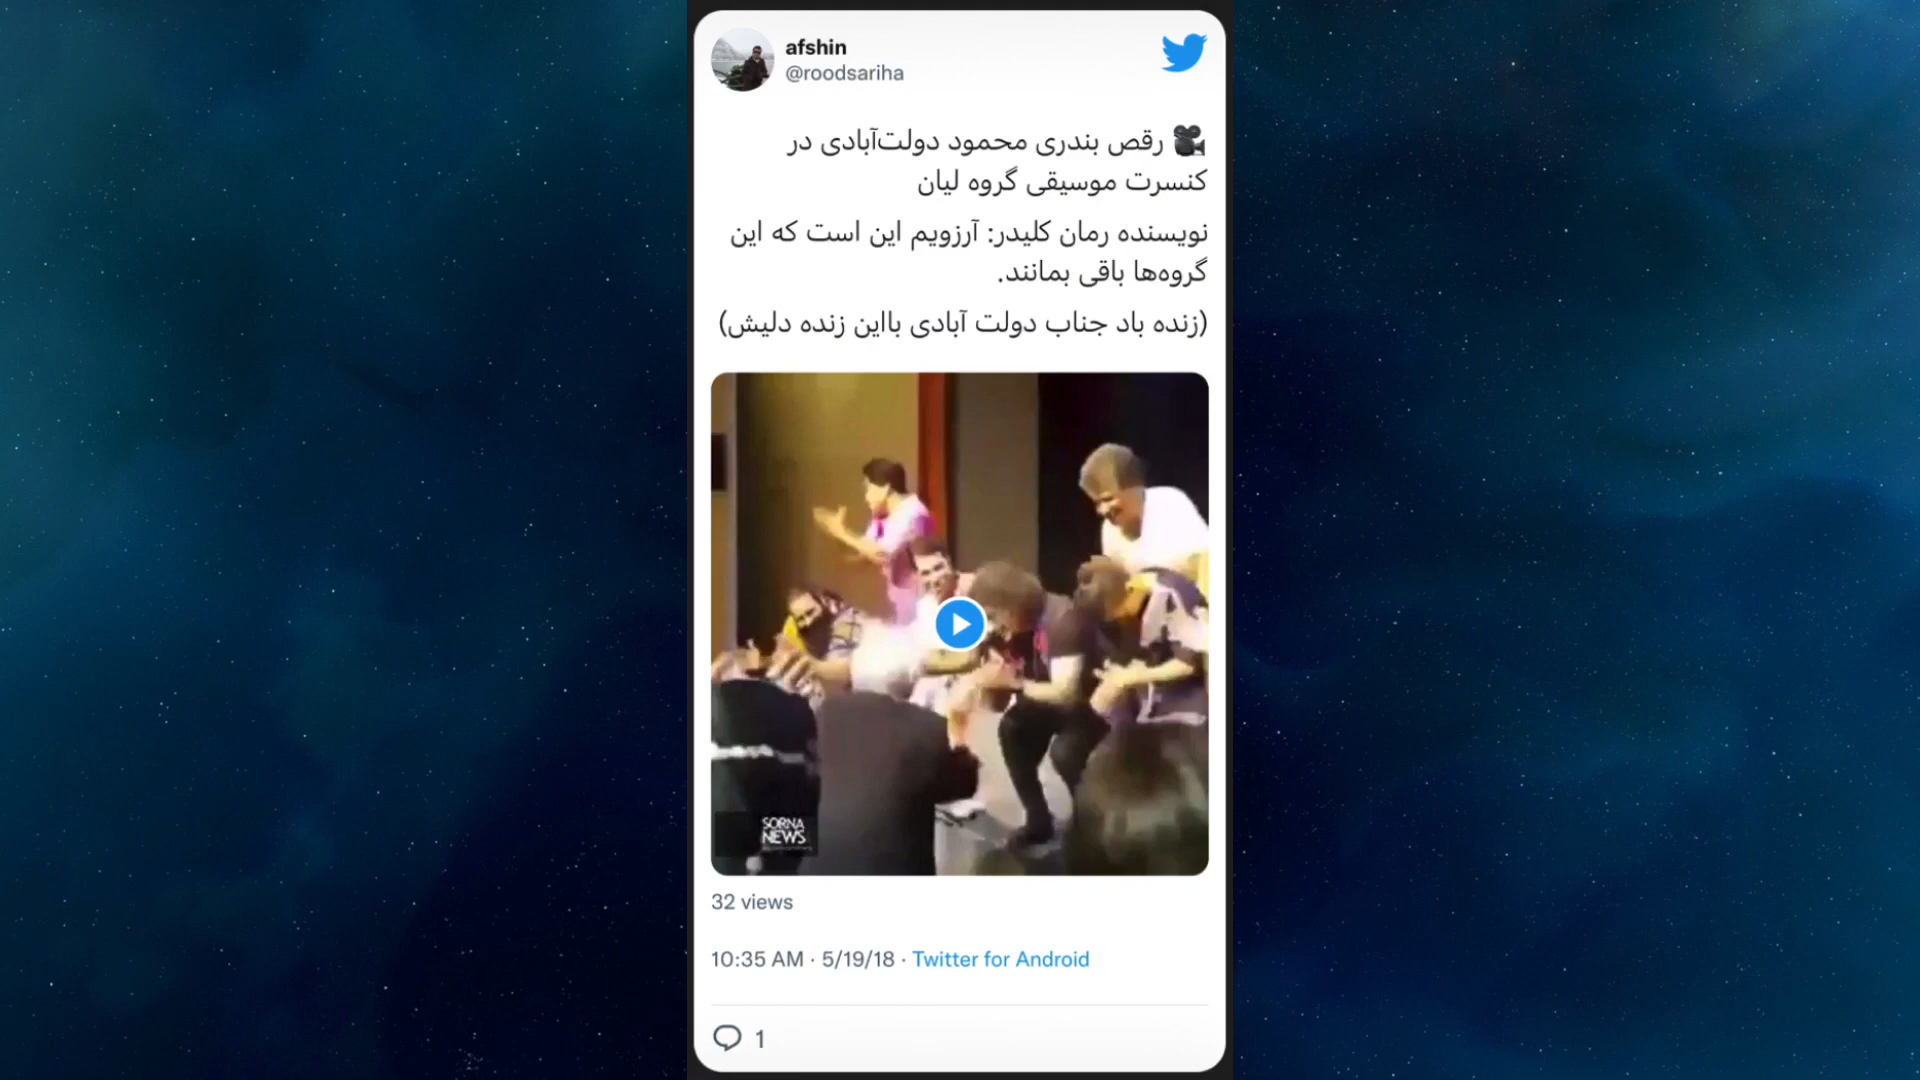 afshin
@roodsariha
رقص بندری محمود دولت‌آبادی در
کنسرت موسیقی گروه لیان
نویسنده رمان کلیدر: آرزویم این است که این
گروه‌ها باقی بمانند.
(زنده باد جناب دولت آبادی بااین زنده دلیش)
SORNA
NEWS
32 views
10:35 AM · 5/19/18 · Twitter for Android
1